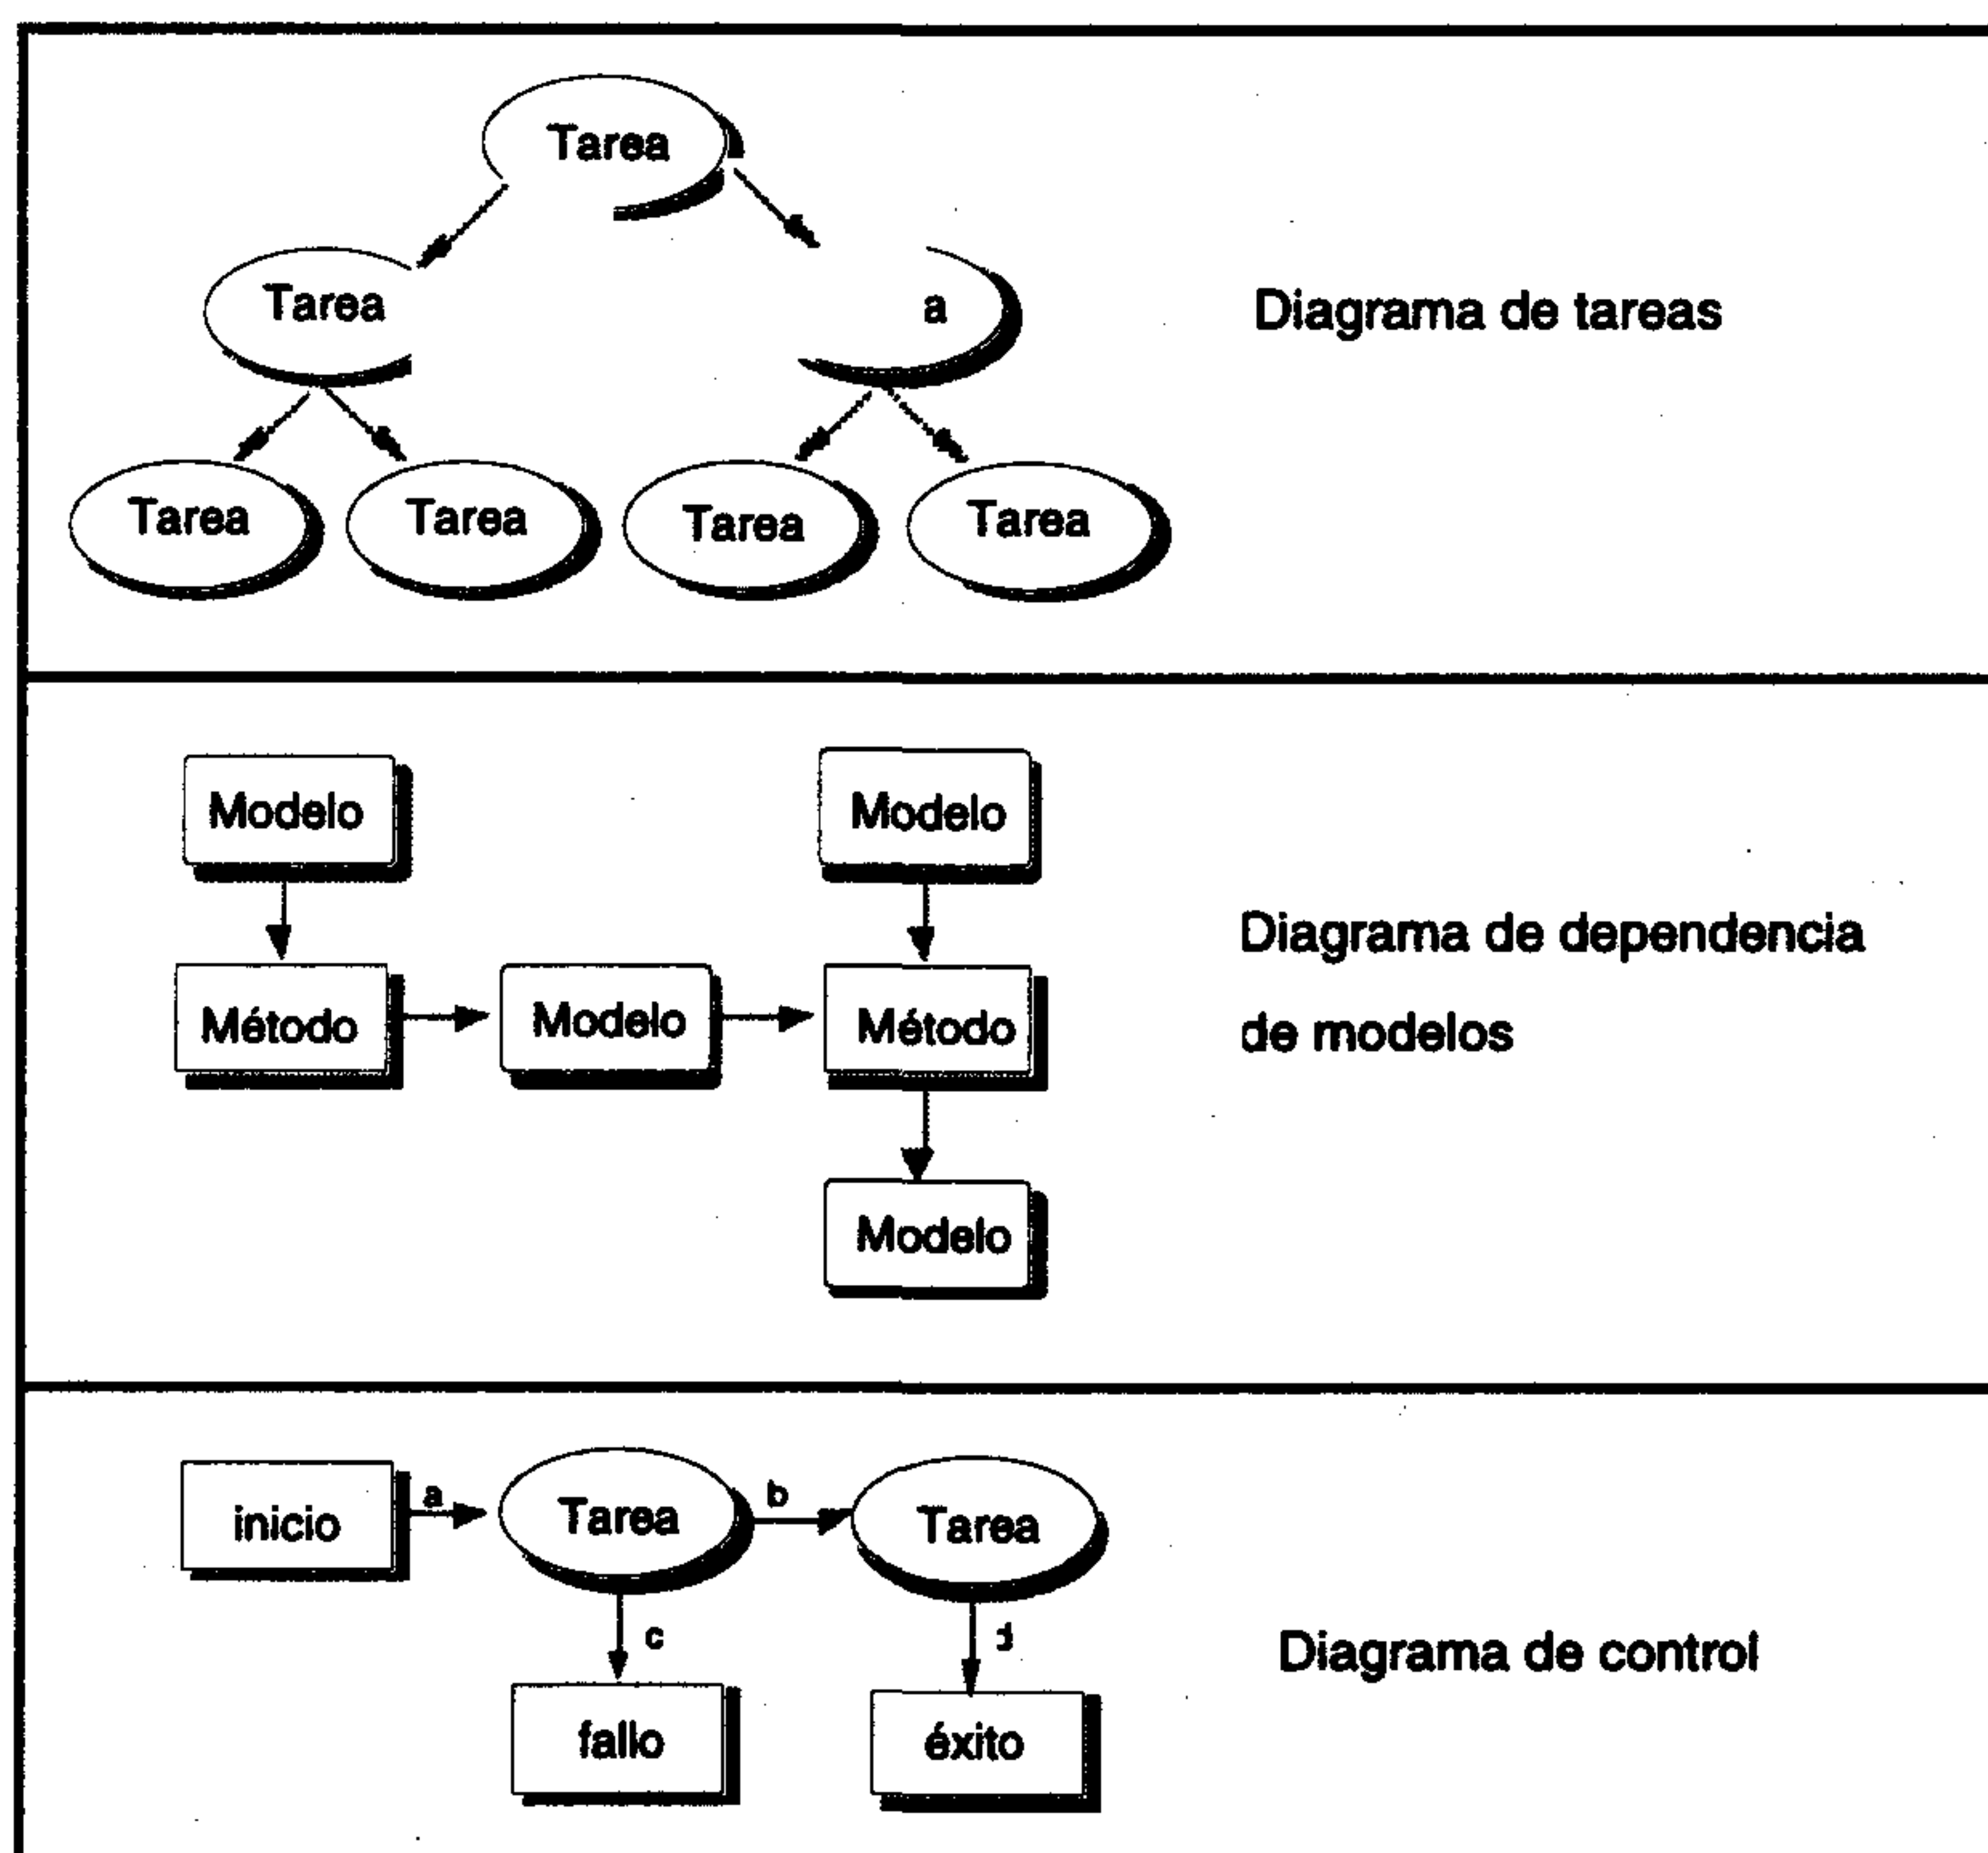 Tarea
Tarea
a
Diagrama de tareas
Tarea Tarea Tarea Tarea
Modelo Modelo
Diagrama de dependencia
de modelos
Método Modelo Método
Modelo
inicio a Tarea b Tarea
c
Diagrama de control
fallo éxito